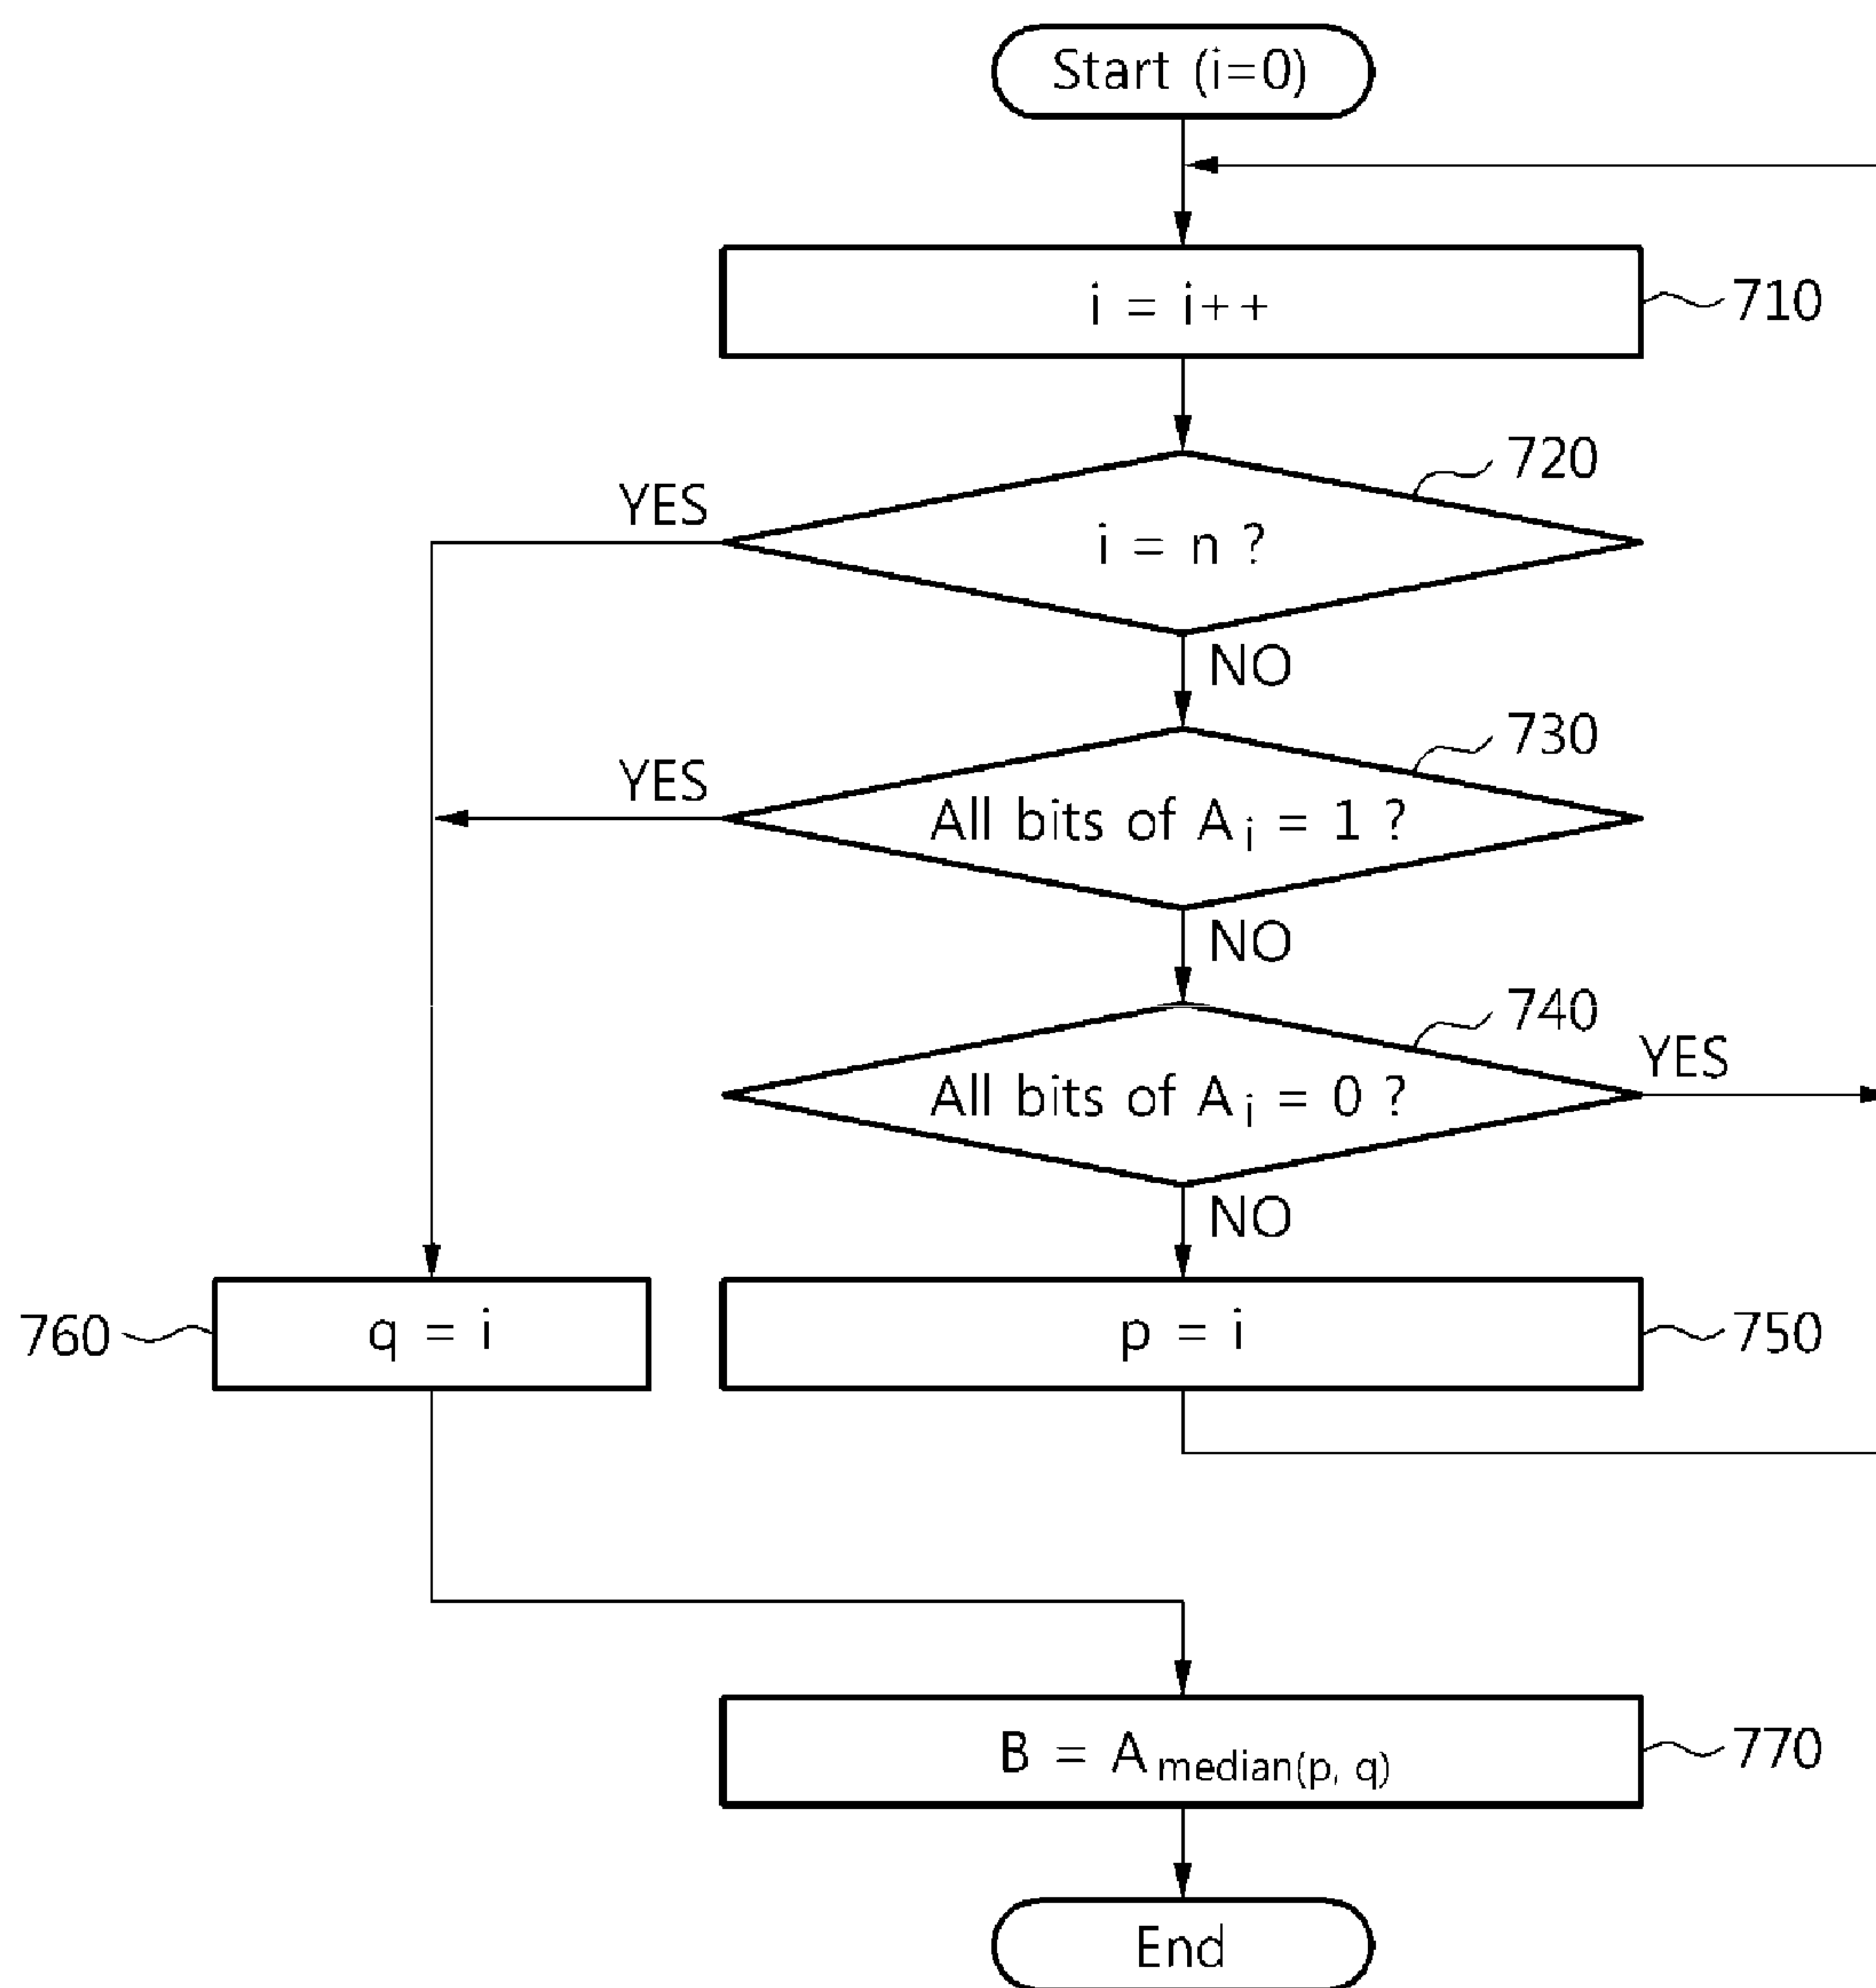 Start (i=0)
i = i++
710
720
YES
i = n ?
NO
730
YES
All bits of A i = 1 ?
NO
740
YES
All bits of A i = 0 ?
NO
760
q = i
p = i
750
B = A median(p, q)
770
End